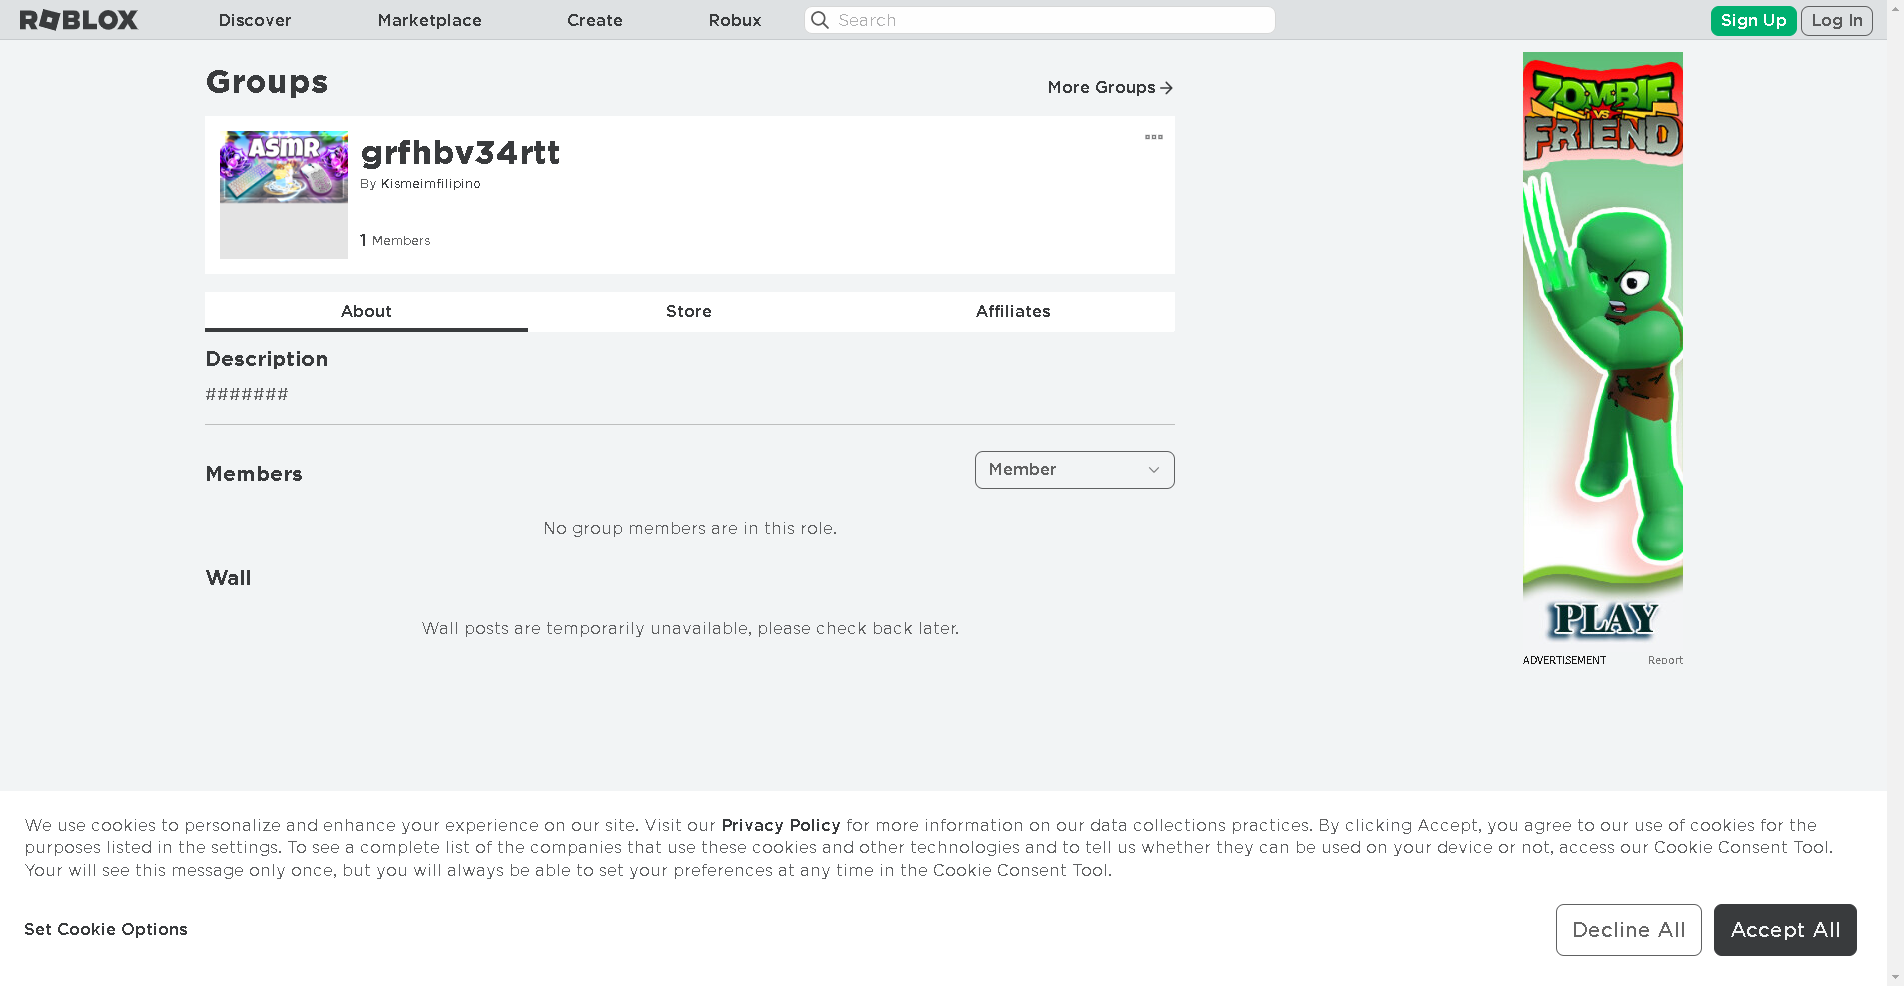 ROBLOX Discover Marketplace Create Robux Search Sign Up Log In
Groups
More Groups
ASMR
grfhbv34rtt
By Kismeimfilipino
1 Members
About Store Affiliates
Description
#######
Members
Member
No group members are in this role.
Wall
Wall posts are temporarily unavailable, please check back later.
ZOMBIE
VS
FRIEND
PLAY
ADVERTISEMENT Report
We use cookies to personalize and enhance your experience on our site. Visit our Privacy Policy for more information on our data collections practices. By clicking Accept, you agree to our use of cookies for the
purposes listed in the settings. To see a complete list of the companies that use these cookies and other technologies and to tell us whether they can be used on your device or not, access our Cookie Consent Tool.
Your will see this message only once, but you will always be able to set your preferences at any time in the Cookie Consent Tool.
Set Cookie Options
Decline All
Accept All